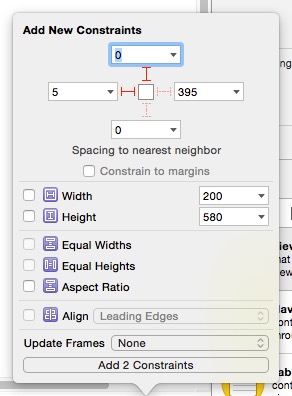 Add New Constraints
0
5 395
0
Spacing to nearest neighbor
Constrain to margins
Width 200
Height 580
Equal Widths
Equal Heights
Aspect Ratio
Align Leading Edges
Update Frames None
Add 2 Constraints